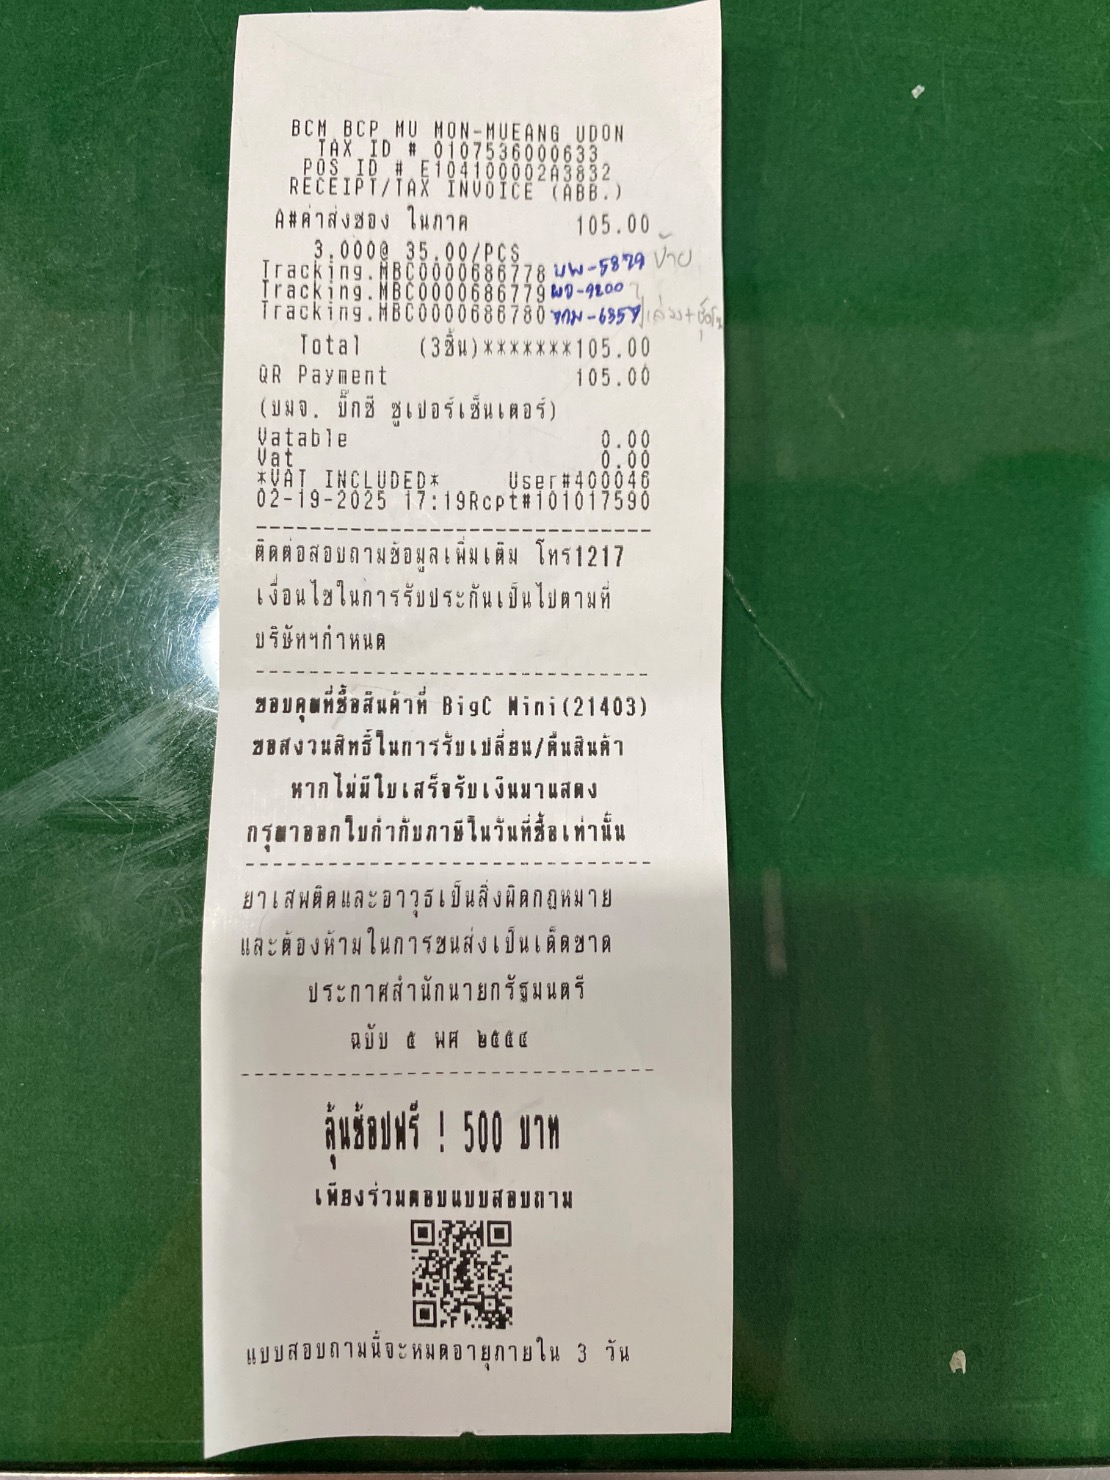 BCM BCP MU MON-MUEANG UDON
TAX ID # 0107536000633
POS ID # E104100002A3832
RECEIPT/TAX INVOICE (ABB.)
A#ค่าส่งซอง ในภาค 105.00
3.000@ 35.00/PCS
Tracking.MBC0000686778 บพ-5879 ป้าย
Tracking.MBC0000686779 ผจ-9200
Tracking.MBC0000686780 -6357
Total (3ชิ้น)*******105.00
QR Payment 105.00
(บมจ. บิ๊กซี ซูเปอร์เซ็นเตอร์)
Vatable 0.00
Vat 0.00
*VAT INCLUDED* User#400046
02-19-2025 17:19Rcpt#101017590
ติดต่อสอบถามข้อมูลเพิ่มเติม โทร1217
เงื่อนไขในการรับประกันเป็นไปตามที่
บริษัทฯกำหนด
ขอบคุณที่ซื้อสินค้าที่ BigC Mini(21403)
ขอสงวนสิทธิ์ในการรับเปลี่ยน/คืนสินค้า
หากไม่มีใบเสร็จรับเงินมาแสดง
กรุณาออกใบกำกับภาษีในวันที่ซื้อเท่านั้น
ยาเสพติดและอาวุธเป็นสิ่งผิดกฎหมาย
และต้องห้ามในการขนส่งเป็นเด็ดขาด
ประกาศสำนักนายกรัฐมนตรี
ฉบับ ๕ พศ ๒๕๕๔
ลุ้นช้อปฟรี ! 500 บาท
เพียงร่วมตอบแบบสอบถาม
แบบสอบถามนี้จะหมดอายุภายใน 3 วัน